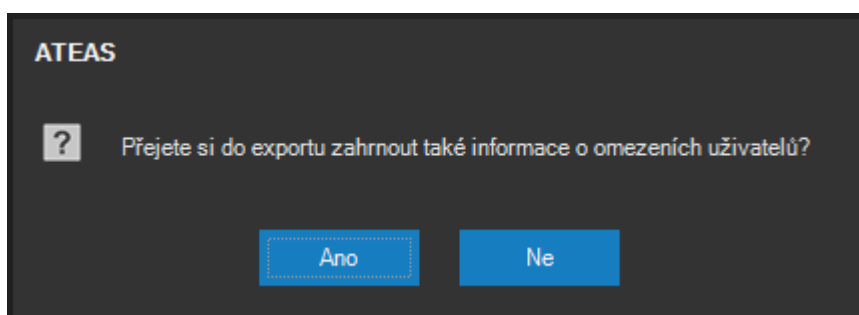 ATEAS
?
Přejete si do exportu zahrnout také informace o omezeních uživatelů?
Ano
Ne